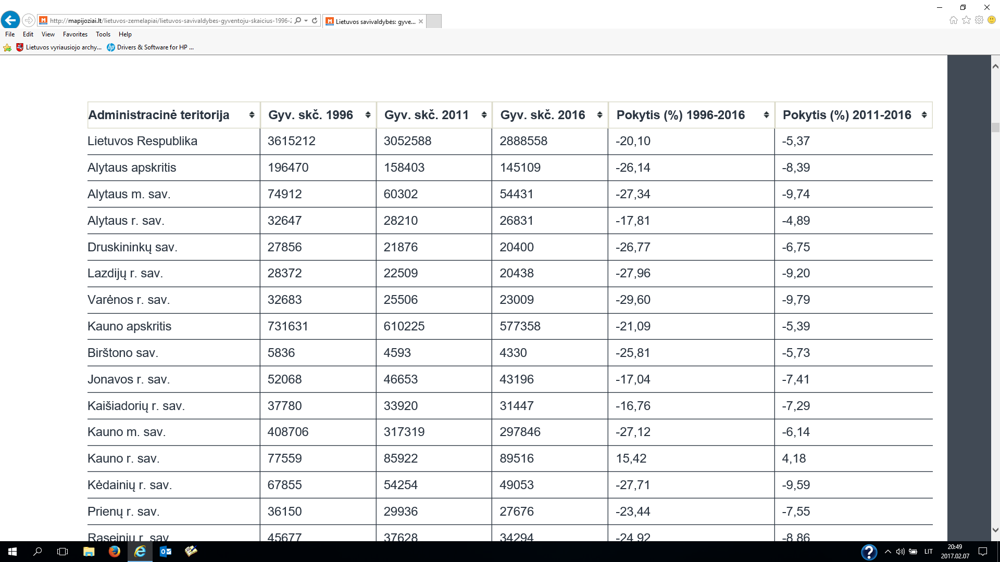 http://mapijoziai.lt/lietuvos-zemelapiai/lietuvos-savivaldybes-gyventoju-skaicius-1996-2
Lietuvos savivaldybės: gyve...
File Edit View Favorites Tools Help
Lietuvos vyriausiojo archy... Drivers & Software for HP ...
Administracinė teritorija Gyv. skč. 1996 Gyv. skč. 2011 Gyv. skč. 2016 Pokytis (%) 1996-2016 Pokytis (%) 2011-2016
Lietuvos Respublika 3615212 3052588 2888558 -20,10 -5,37
Alytaus apskritis 196470 158403 145109 -26,14 -8,39
Alytaus m. sav. 74912 60302 54431 -27,34 -9,74
Alytaus r. sav. 32647 28210 26831 -17,81 -4,89
Druskininkų sav. 27856 21876 20400 -26,77 -6,75
Lazdijų r. sav. 28372 22509 20438 -27,96 -9,20
Varėnos r. sav. 32683 25506 23009 -29,60 -9,79
Kauno apskritis 731631 610225 577358 -21,09 -5,39
Birštono sav. 5836 4593 4330 -25,81 -5,73
Jonavos r. sav. 52068 46653 43196 -17,04 -7,41
Kaišiadorių r. sav. 37780 33920 31447 -16,76 -7,29
Kauno m. sav. 408706 317319 297846 -27,12 -6,14
Kauno r. sav. 77559 85922 89516 15,42 4,18
Kėdainių r. sav. 67855 54254 49053 -27,71 -9,59
Prienų r. sav. 36150 29936 27676 -23,44 -7,55
Raseinių r. sav. 45677 37628 34294 -24,92 -8,86
LIT
20:49
2017.02.07